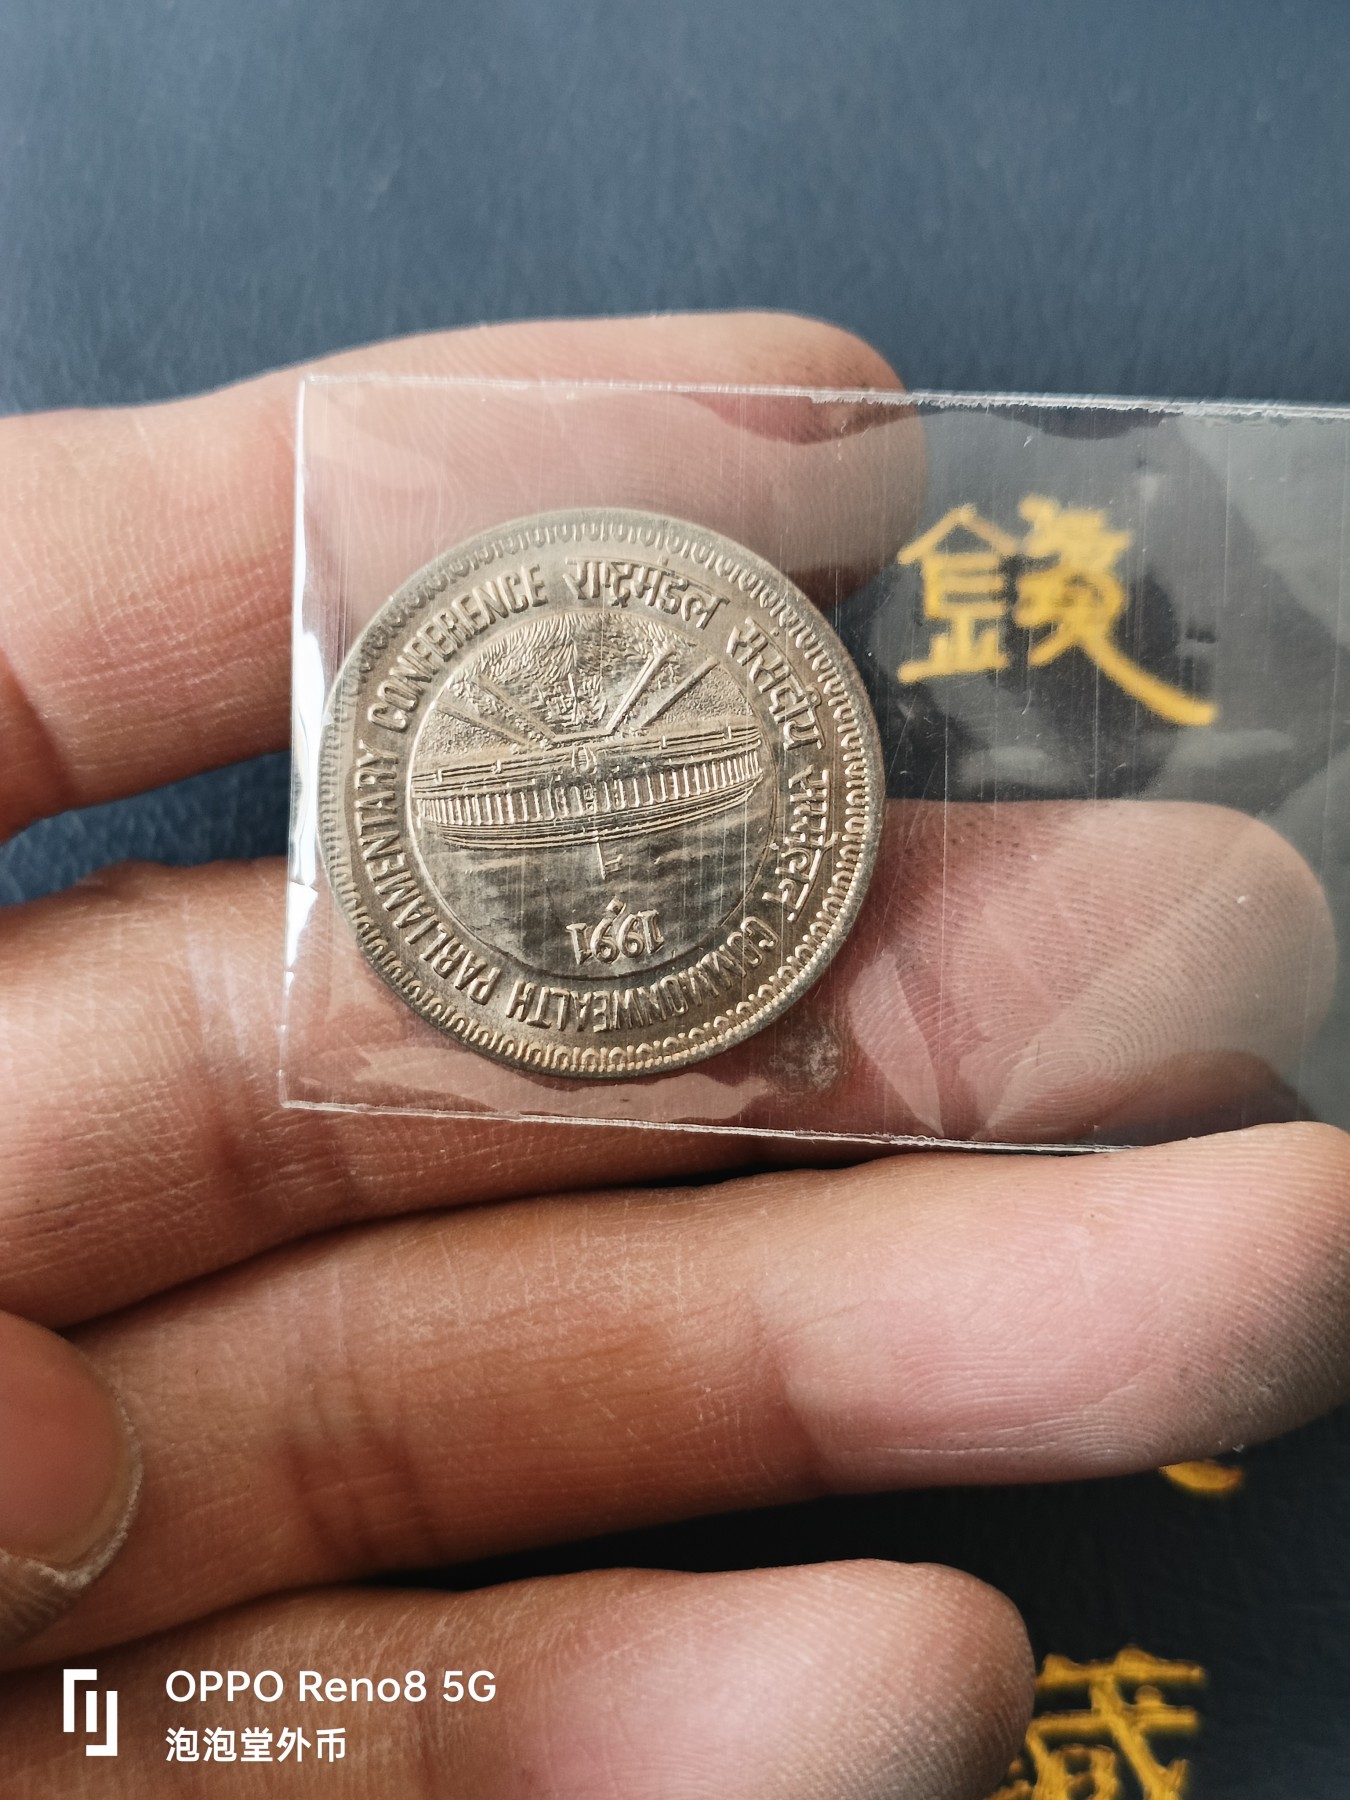 राष्ट्रमंडल संसदीय सम्मेलन
COMMONWEALTH PARLIAMENTARY CONFERENCE
1991
錢
OPPO Reno8 5G
泡泡堂外币